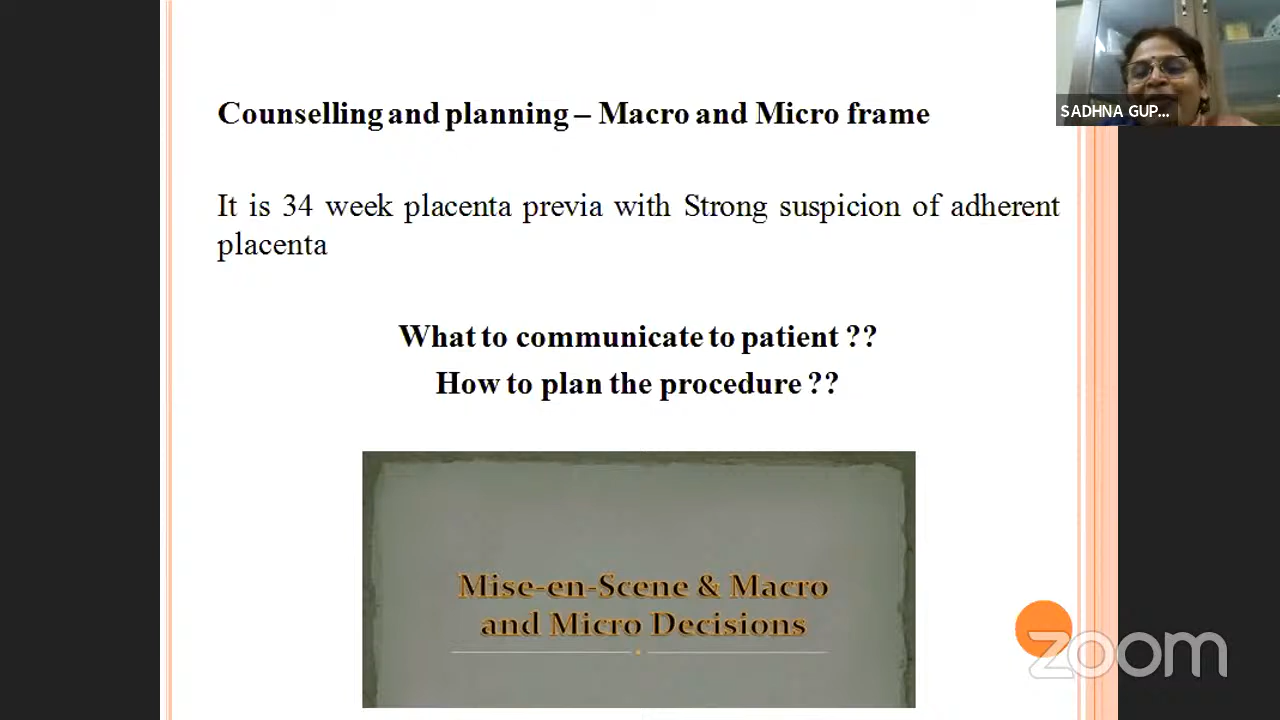 Counselling and planning – Macro and Micro frame
It is 34 week placenta previa with Strong suspicion of adherent
placenta
What to communicate to patient ??
How to plan the procedure ??
Mise-en-Scene & Macro
and Micro Decisions
SADHNA GUP...
zoom